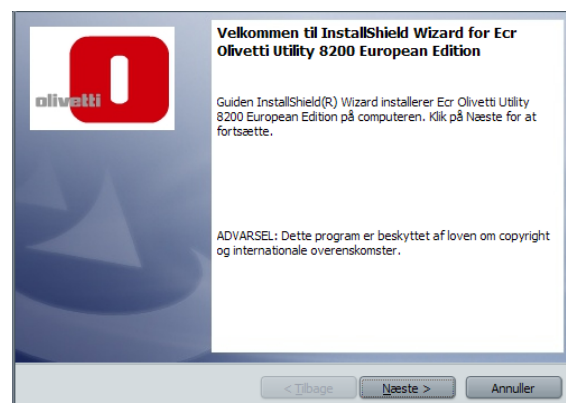 Velkommen til InstallShield Wizard for Ecr
Olivetti Utility 8200 European Edition
olivetti
Guiden InstallShield(R) Wizard installerer Ecr Olivetti Utility
8200 European Edition på computeren. Klik på Næste for at
fortsætte.
ADVARSEL: Dette program er beskyttet af loven om copyright
og internationale overenskomster.
< Tilbage
Næste >
Annuller